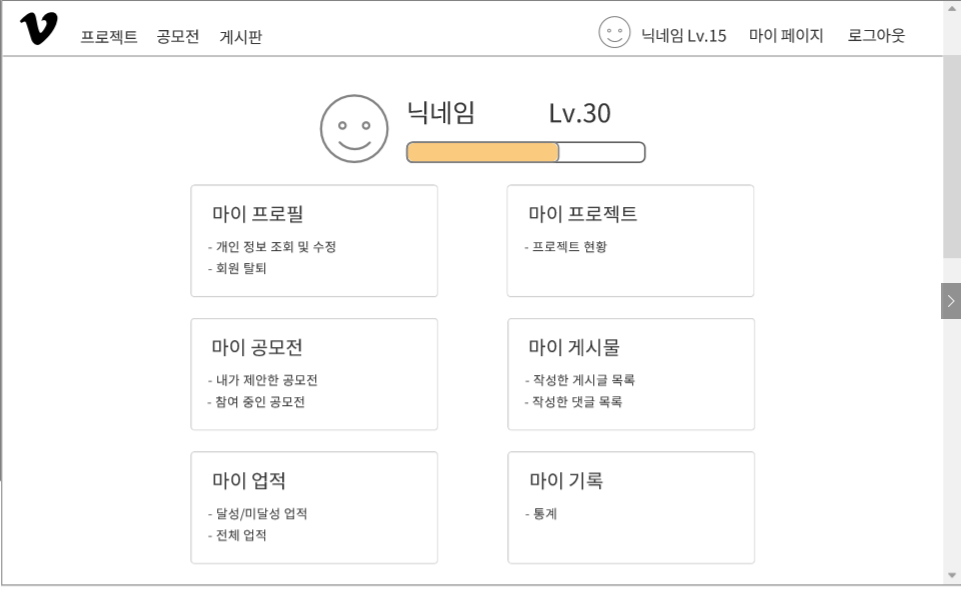 프로젝트 공모전 게시판 닉네임 Lv.15 마이 페이지 로그아웃
닉네임 Lv.30
마이 프로필
- 개인 정보 조회 및 수정
- 회원 탈퇴
마이 프로젝트
- 프로젝트 현황
마이 공모전
- 내가 제안한 공모전
- 참여 중인 공모전
마이 게시물
- 작성한 게시글 목록
- 작성한 댓글 목록
마이 업적
- 달성/미달성 업적
- 전체 업적
마이 기록
- 통계